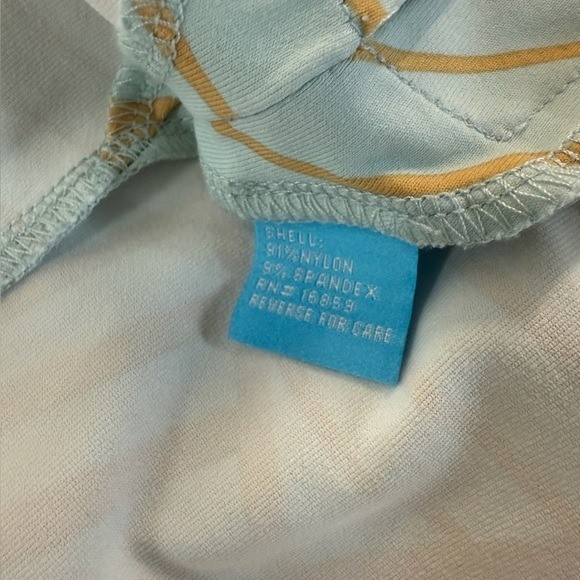 SHELL:
91% NYLON
9% SPANDEX
RN# 16859
REVERSE FOR CARE